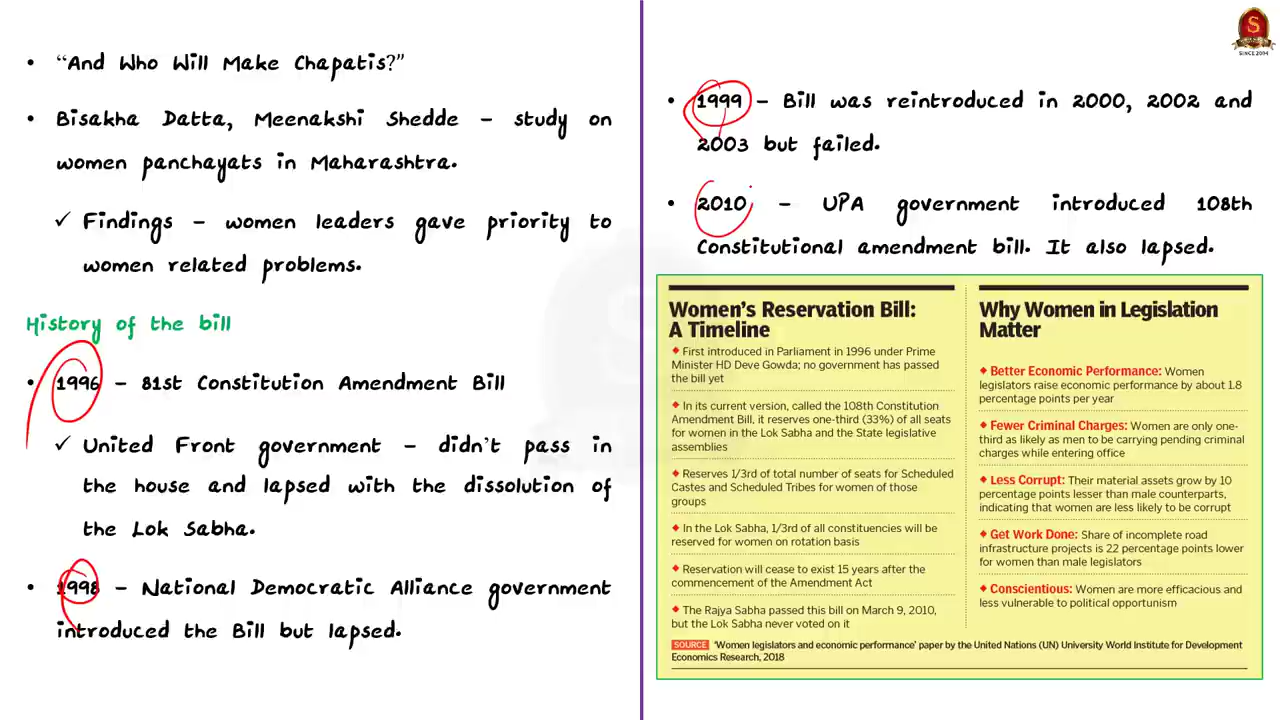 • “And Who Will Make Chapatis?”
• Bisakha Datta, Meenakshi Shedde – study on
women panchayats in Maharashtra.
✓ Findings – women leaders gave priority to
women related problems.
History of the bill
• 1996 – 81st Constitution Amendment Bill
✓ United Front government – didn't pass in
the house and lapsed with the dissolution of
the Lok Sabha.
• 1998 – National Democratic Alliance government
introduced the Bill but lapsed.
S
SINCE 2004
• 1999 – Bill was reintroduced in 2000, 2002 and
2003 but failed.
• 2010 – UPA government introduced 108th
Constitutional amendment bill. It also lapsed.
Women's Reservation Bill:
A Timeline
◆ First introduced in Parliament in 1996 under Prime
Minister HD Deve Gowda; no government has passed
the bill yet
◆ In its current version, called the 108th Constitution
Amendment Bill, it reserves one-third (33%) of all seats
for women in the Lok Sabha and the State legislative
assemblies
◆ Reserves 1/3rd of total number of seats for Scheduled
Castes and Scheduled Tribes for women of those
groups
◆ In the Lok Sabha, 1/3rd of all constituencies will be
reserved for women on rotation basis
◆ Reservation will cease to exist 15 years after the
commencement of the Amendment Act
◆ The Rajya Sabha passed this bill on March 9, 2010,
but the Lok Sabha never voted on it
Why Women in Legislation
Matter
◆ Better Economic Performance: Women
legislators raise economic performance by about 1.8
percentage points per year
◆ Fewer Criminal Charges: Women are only one-
third as likely as men to be carrying pending criminal
charges while entering office
◆ Less Corrupt: Their material assets grow by 10
percentage points lesser than male counterparts,
indicating that women are less likely to be corrupt
◆ Get Work Done: Share of incomplete road
infrastructure projects is 22 percentage points lower
for women than male legislators
◆ Conscientious: Women are more efficacious and
less vulnerable to political opportunism
SOURCE 'Women legislators and economic performance' paper by the United Nations (UN) University World Institute for Development
Economics Research, 2018